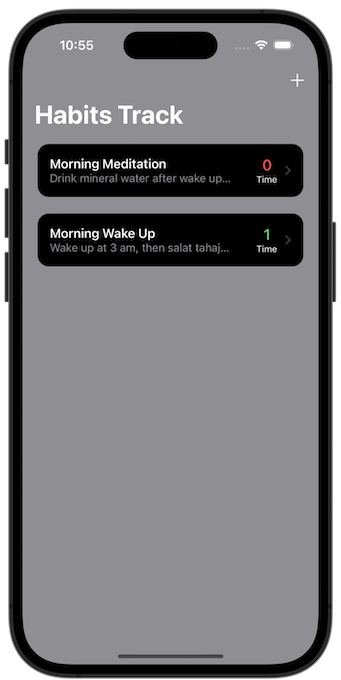 10:55
+
Habits Track
Morning Meditation
Drink mineral water after wake up...
0
Time
Morning Wake Up
Wake up at 3 am, then salat tahaj...
1
Time